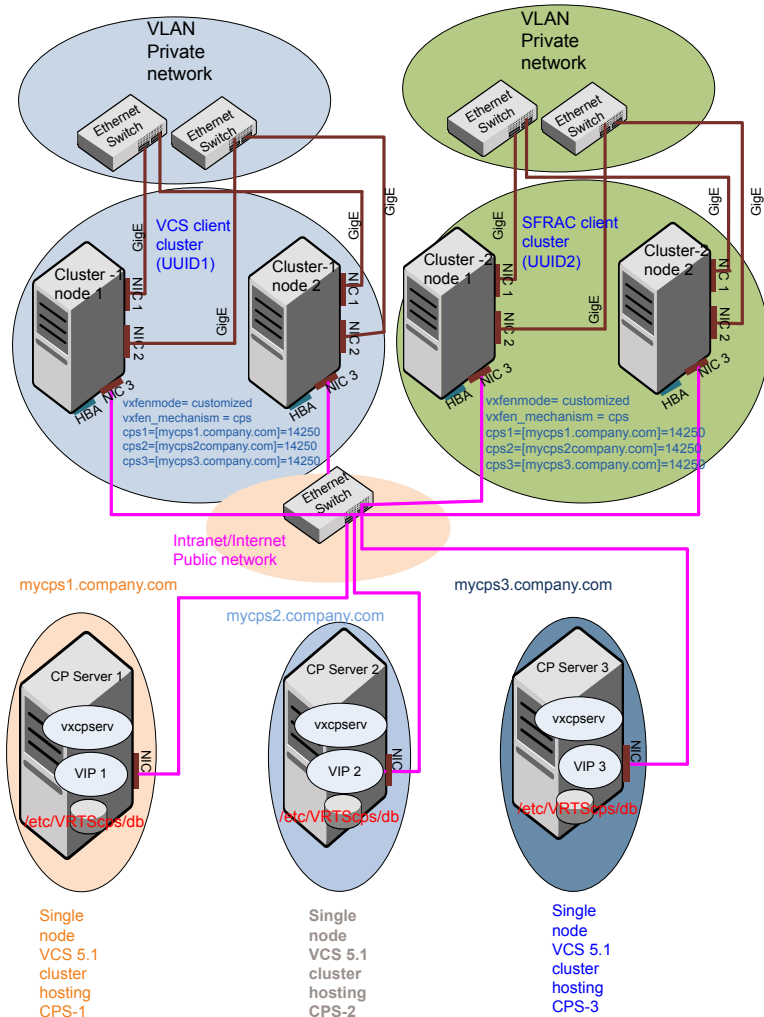 VLAN
Private
network
VLAN
Private
network
Ethernet
Switch
Ethernet
Switch
Ethernet
Switch
Ethernet
Switch
GigE
GigE
GigE
GigE
GigE
GigE
VCS client
cluster
(UUID1)
SFRAC client
cluster
(UUID2)
Cluster -1
node 1
NIC 1
NIC 2
NIC 3
HBA
Cluster-1
node 2
NIC 1
NIC 2
NIC 3
HBA
Cluster -2
node 1
NIC 1
NIC 2
NIC 3
HBA
Cluster-2
node 2
NIC 1
NIC 2
NIC 3
HBA
vxfenmode= customized
vxfen_mechanism = cps
cps1=[mycps1.company.com]=14250
cps2=[mycps2company.com]=14250
cps3=[mycps3.company.com]=14250
vxfenmode= customized
vxfen_mechanism = cps
cps1=[mycps1.company.com]=14250
cps2=[mycps2company.com]=14250
cps3=[mycps3.company.com]=14250
Ethernet
Switch
Intranet/Internet
Public network
mycps1.company.com
mycps2.company.com
mycps3.company.com
CP Server 1
vxcpserv
VIP 1
NIC
/etc/VRTScps/db
CP Server 2
vxcpserv
VIP 2
NIC
/etc/VRTScps/db
CP Server 3
vxcpserv
VIP 3
NIC
/etc/VRTScps/db
Single
node
VCS 5.1
cluster
hosting
CPS-1
Single
node
VCS 5.1
cluster
hosting
CPS-2
Single
node
VCS 5.1
cluster
hosting
CPS-3